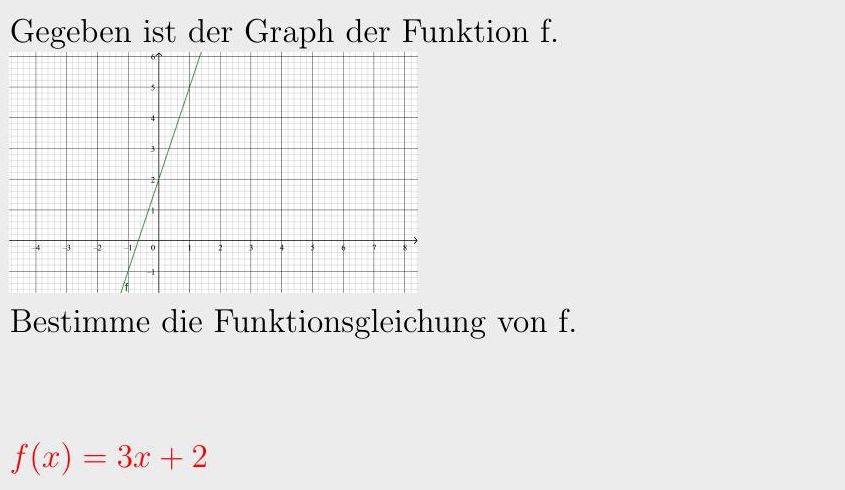 Gegeben ist der Graph der Funktion f.
6
5
4
3
2
1
-4 -3 -2 -1 0 1 2 3 4 5 6 7 8
-1
f
Bestimme die Funktionsgleichung von f.
f(x) = 3x + 2